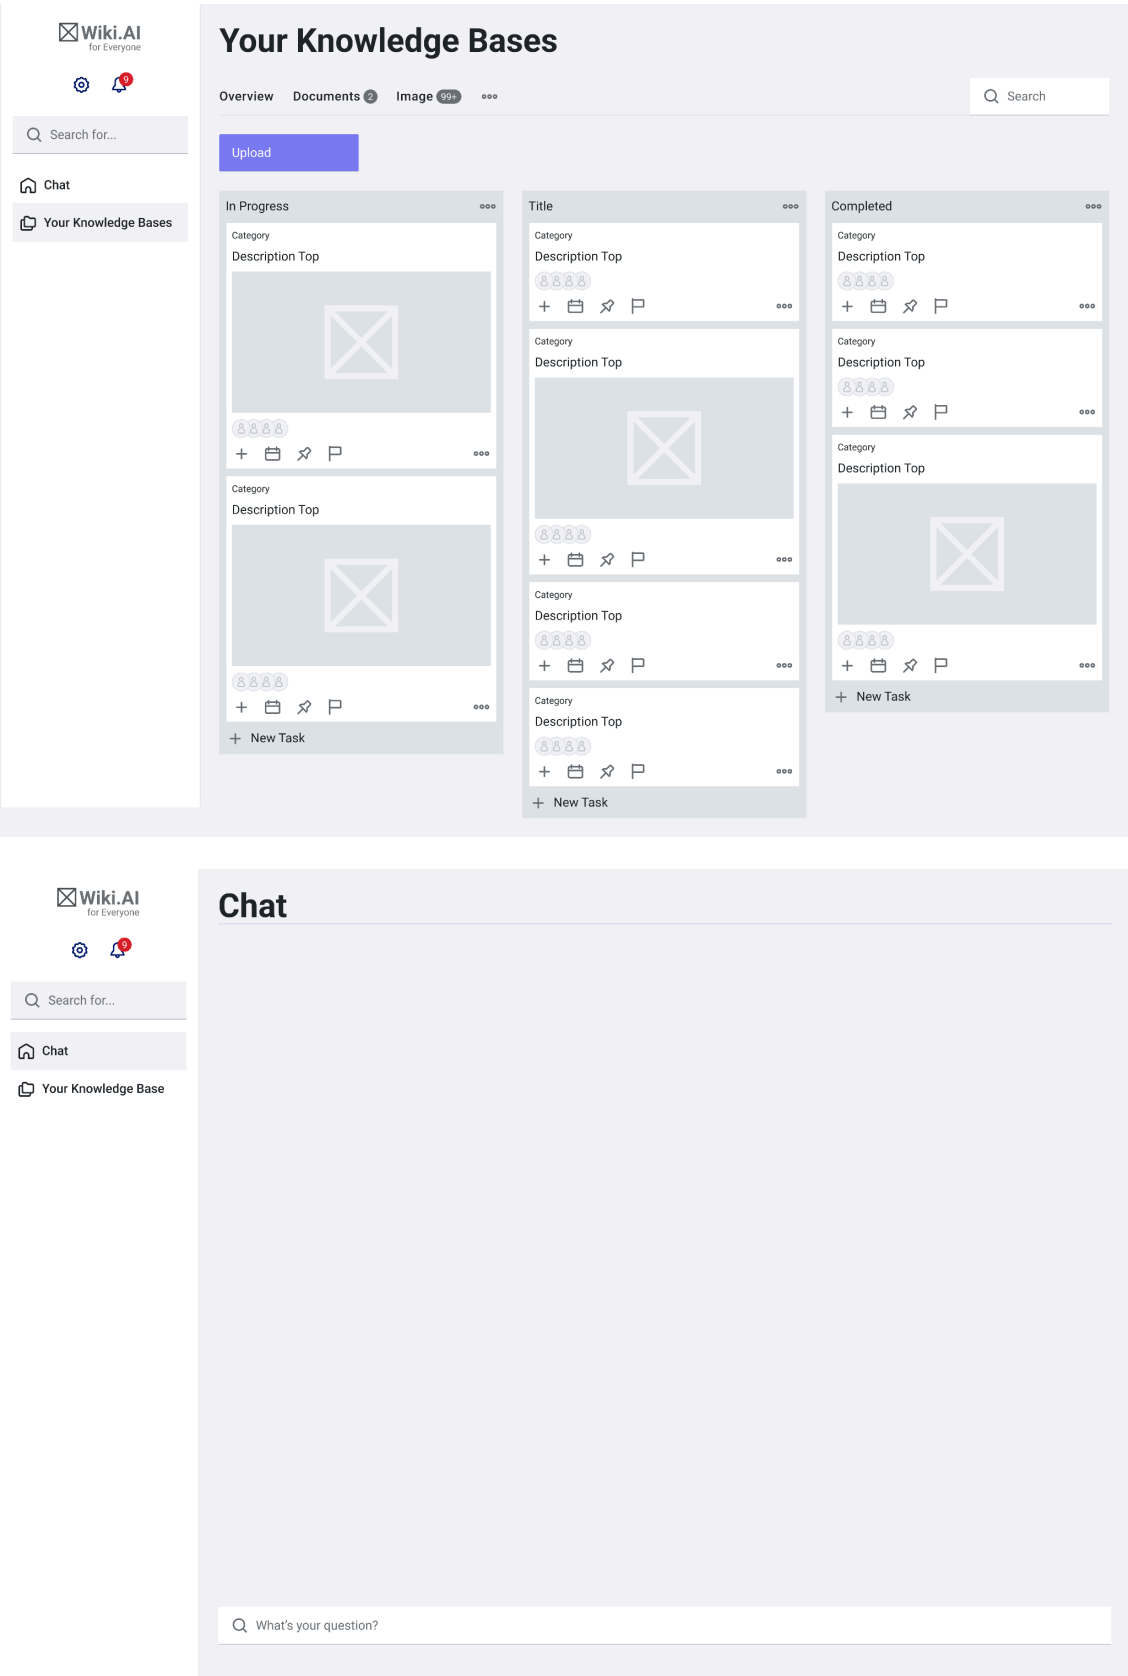 Wiki.AI
for Everyone
9
Search for...
Chat
Your Knowledge Bases
Your Knowledge Bases
Overview Documents 2 Image 99+
Search
Upload
In Progress
Category
Description Top
Category
Description Top
New Task
Title
Category
Description Top
Category
Description Top
Category
Description Top
Category
Description Top
New Task
Completed
Category
Description Top
Category
Description Top
Category
Description Top
New Task
Wiki.AI
for Everyone
9
Search for...
Chat
Your Knowledge Base
Chat
What's your question?